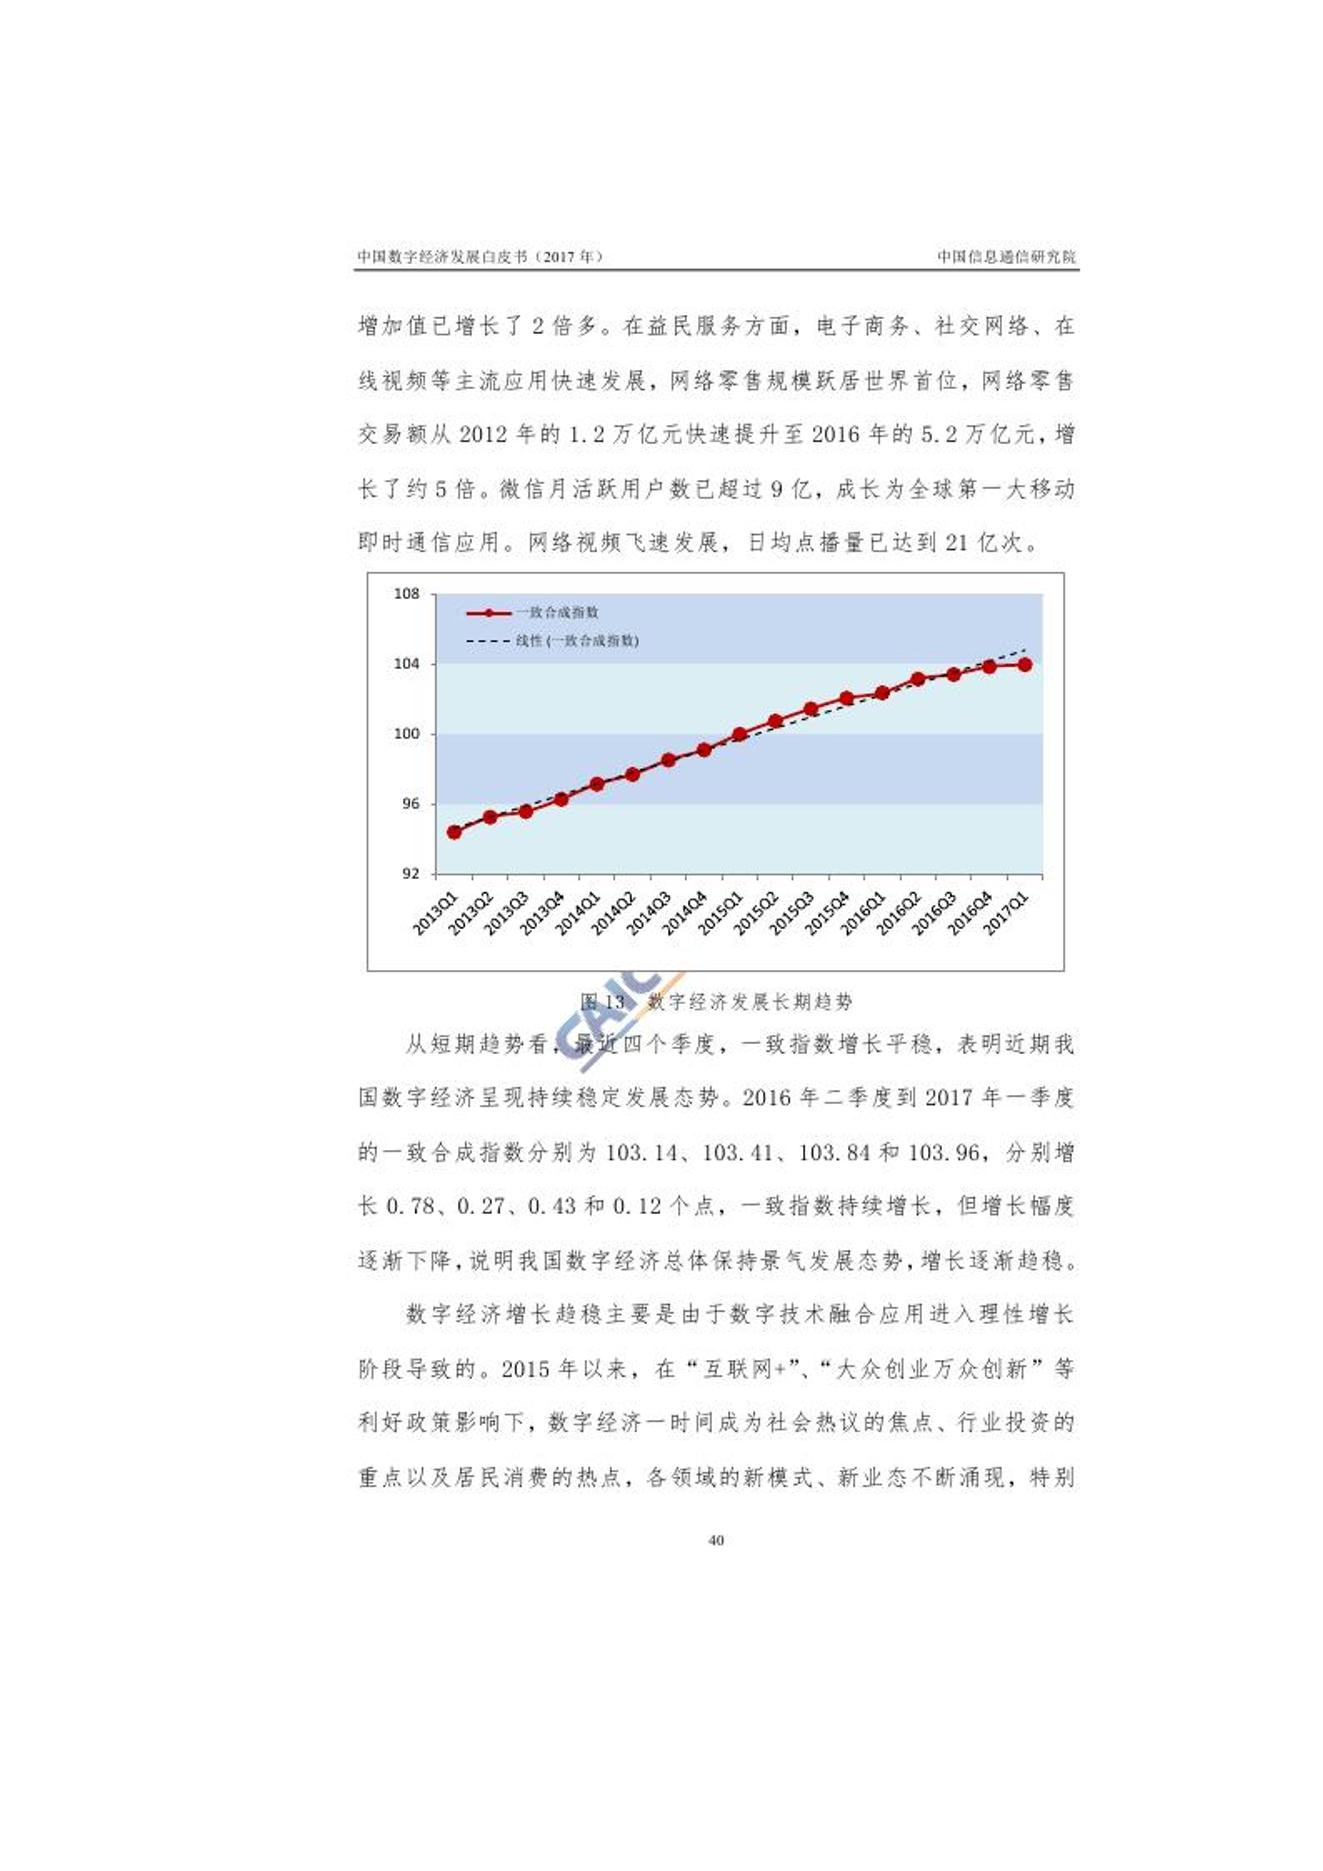 中国数字经济发展白皮书（2017 年） 中国信息通信研究院
增加值已增长了 2 倍多。在益民服务方面，电子商务、社交网络、在
线视频等主流应用快速发展，网络零售规模跃居世界首位，网络零售
交易额从 2012 年的 1.2 万亿元快速提升至 2016 年的 5.2 万亿元，增
长了约 5 倍。微信月活跃用户数已超过 9 亿，成长为全球第一大移动
即时通信应用。网络视频飞速发展，日均点播量已达到 21 亿次。
108
一致合成指数
线性 (一致合成指数)
104
100
96
92
2013Q1 2013Q2 2013Q3 2013Q4 2014Q1 2014Q2 2014Q3 2014Q4 2015Q1 2015Q2 2015Q3 2015Q4 2016Q1 2016Q2 2016Q3 2016Q4 2017Q1
图 13 数字经济发展长期趋势
从短期趋势看，最近四个季度，一致指数增长平稳，表明近期我
国数字经济呈现持续稳定发展态势。2016 年二季度到 2017 年一季度
的一致合成指数分别为 103.14、103.41、103.84 和 103.96，分别增
长 0.78、0.27、0.43 和 0.12 个点，一致指数持续增长，但增长幅度
逐渐下降，说明我国数字经济总体保持景气发展态势，增长逐渐趋稳。
数字经济增长趋稳主要是由于数字技术融合应用进入理性增长
阶段导致的。2015 年以来，在“互联网+”、“大众创业万众创新”等
利好政策影响下，数字经济一时间成为社会热议的焦点、行业投资的
重点以及居民消费的热点，各领域的新模式、新业态不断涌现，特别
40